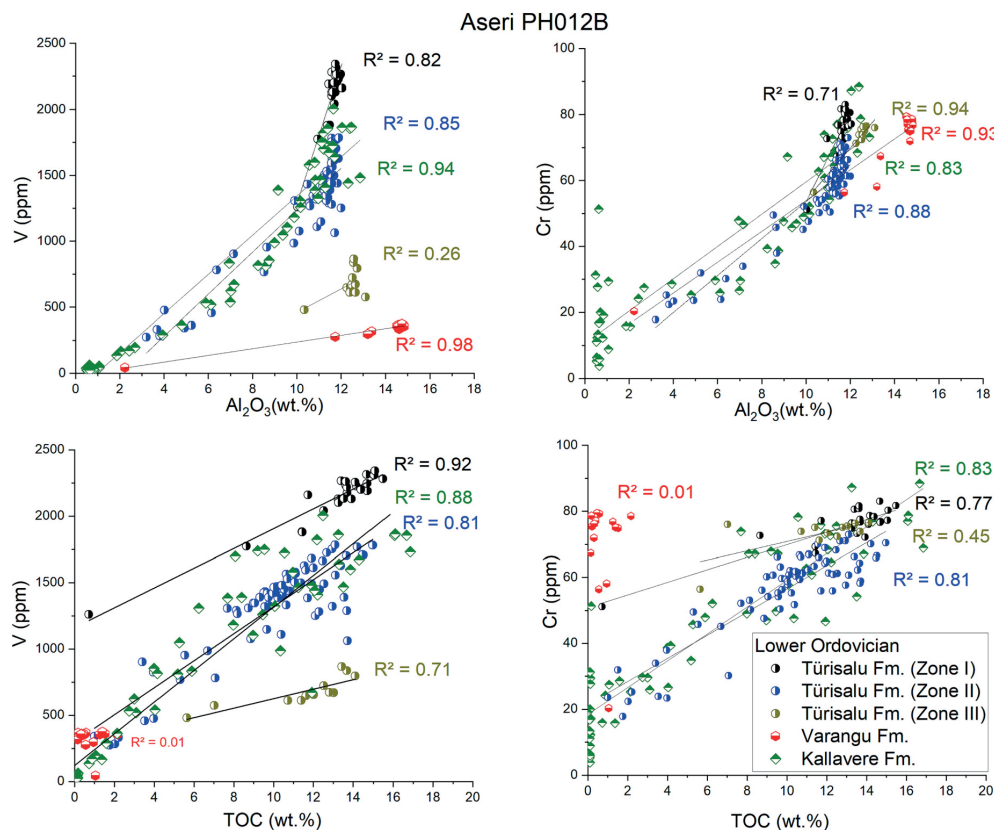 Aseri PH012B
2500
2000
1500
1000
500
0
V (ppm)
R² = 0.82
R² = 0.85
R² = 0.94
R² = 0.26
R² = 0.98
0 2 4 6 8 10 12 14 16 18
Al₂O₃(wt.%)
100
80
60
40
20
0
Cr (ppm)
R² = 0.71
R² = 0.94
R² = 0.93
R² = 0.83
R² = 0.88
0 2 4 6 8 10 12 14 16 18
Al₂O₃(wt.%)
2500
2000
1500
1000
500
0
V (ppm)
R² = 0.92
R² = 0.88
R² = 0.81
R² = 0.71
R² = 0.01
0 2 4 6 8 10 12 14 16 18 20
TOC (wt.%)
100
80
60
40
20
0
Cr (ppm)
R² = 0.01
R² = 0.83
R² = 0.77
R² = 0.45
R² = 0.81
Lower Ordovician
Türisalu Fm. (Zone I)
Türisalu Fm. (Zone II)
Türisalu Fm. (Zone III)
Varangu Fm.
Kallavere Fm.
0 2 4 6 8 10 12 14 16 18 20
TOC (wt.%)